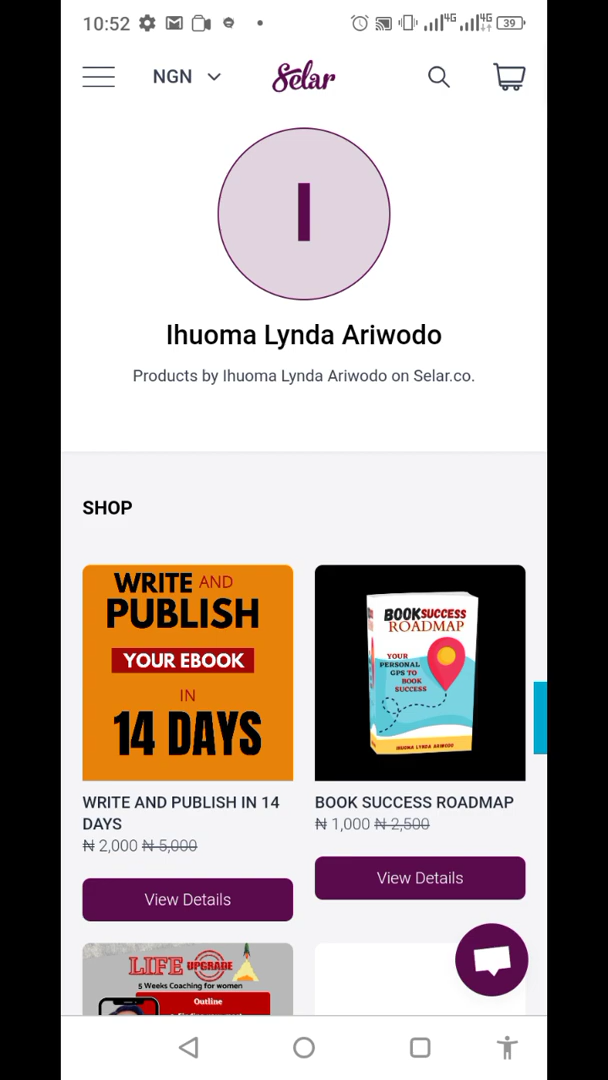 10:52
4G 4G 39
NGN
Selar
I
Ihuoma Lynda Ariwodo
Products by Ihuoma Lynda Ariwodo on Selar.co.
SHOP
WRITE AND
PUBLISH
YOUR EBOOK
IN
14 DAYS
BOOK SUCCESS
ROADMAP
YOUR
PERSONAL
GPS TO
BOOK
SUCCESS
IHUOMA LYNDA ARIWODO
WRITE AND PUBLISH IN 14
DAYS
₦ 2,000 ₦ 5,000
View Details
BOOK SUCCESS ROADMAP
₦ 1,000 ₦ 2,500
View Details
LIFE UPGRADE
5 Weeks Coaching for women
Outline